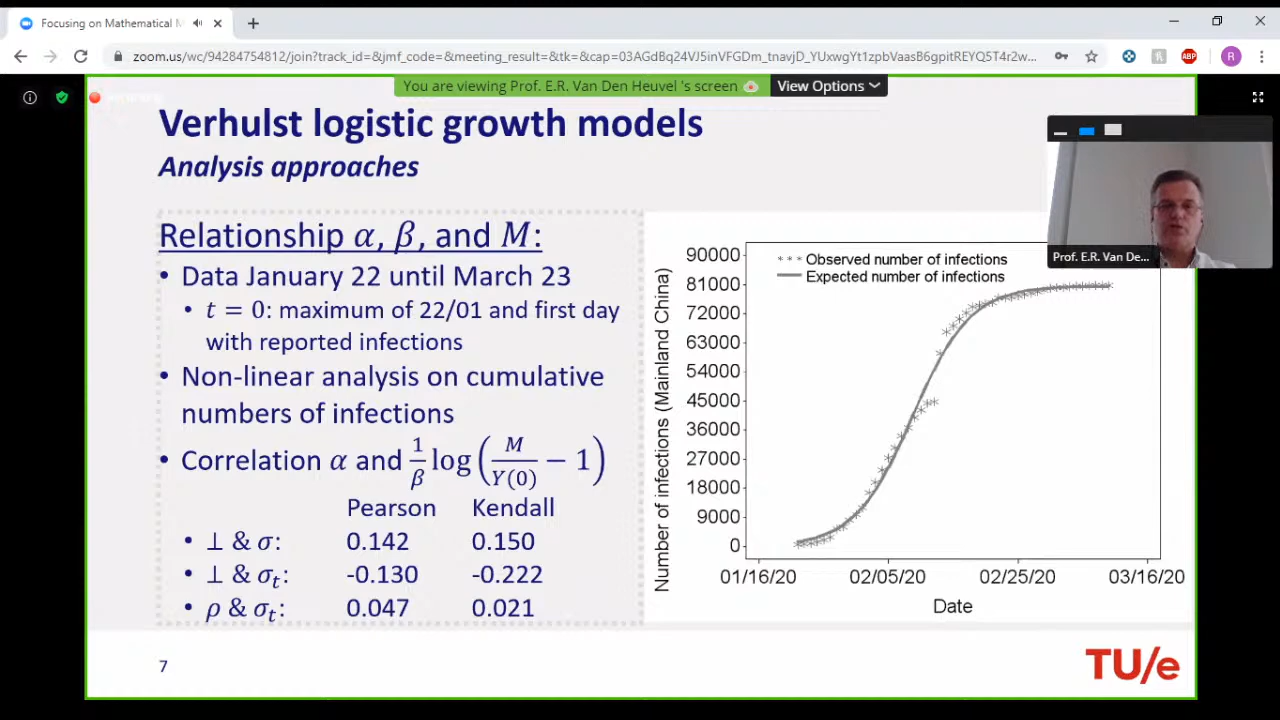 Focusing on Mathematical M
zoom.us/wc/94284754812/join?track_id=&jmf_code=&meeting_result=&tk=&cap=03AGdBq24VJ5inVFGDm_tnavjD_YUxwgYt1zpbVaasB6gpitREYQ5T4r2w...
ABP
R
You are viewing Prof. E.R. Van Den Heuvel 's screen
View Options
Verhulst logistic growth models
Analysis approaches
Relationship α, β, and M:
• Data January 22 until March 23
• t = 0: maximum of 22/01 and first day
with reported infections
• Non-linear analysis on cumulative
numbers of infections
• Correlation α and 1/β log(M/Y(0) − 1)
Pearson Kendall
• ⊥ & σ: 0.142 0.150
• ⊥ & σt: -0.130 -0.222
• ρ & σt: 0.047 0.021
Prof. E.R. Van De...
* * * Observed number of infections
Expected number of infections
Number of infections (Mainland China)
90000
81000
72000
63000
54000
45000
36000
27000
18000
9000
0
01/16/20 02/05/20 02/25/20 03/16/20
Date
7
TU/e